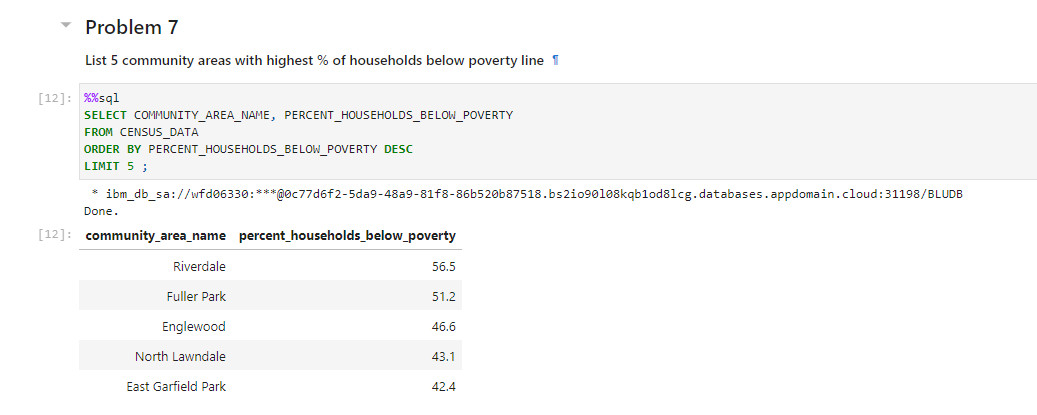 Problem 7
List 5 community areas with highest % of households below poverty line ¶
[12]: %%sql
SELECT COMMUNITY_AREA_NAME, PERCENT_HOUSEHOLDS_BELOW_POVERTY
FROM CENSUS_DATA
ORDER BY PERCENT_HOUSEHOLDS_BELOW_POVERTY DESC
LIMIT 5 ;
* ibm_db_sa://wfd06330:***@0c77d6f2-5da9-48a9-81f8-86b520b87518.bs2io90l08kqb1od8lcg.databases.appdomain.cloud:31198/BLUDB
Done.
[12]: community_area_name percent_households_below_poverty
Riverdale 56.5
Fuller Park 51.2
Englewood 46.6
North Lawndale 43.1
East Garfield Park 42.4